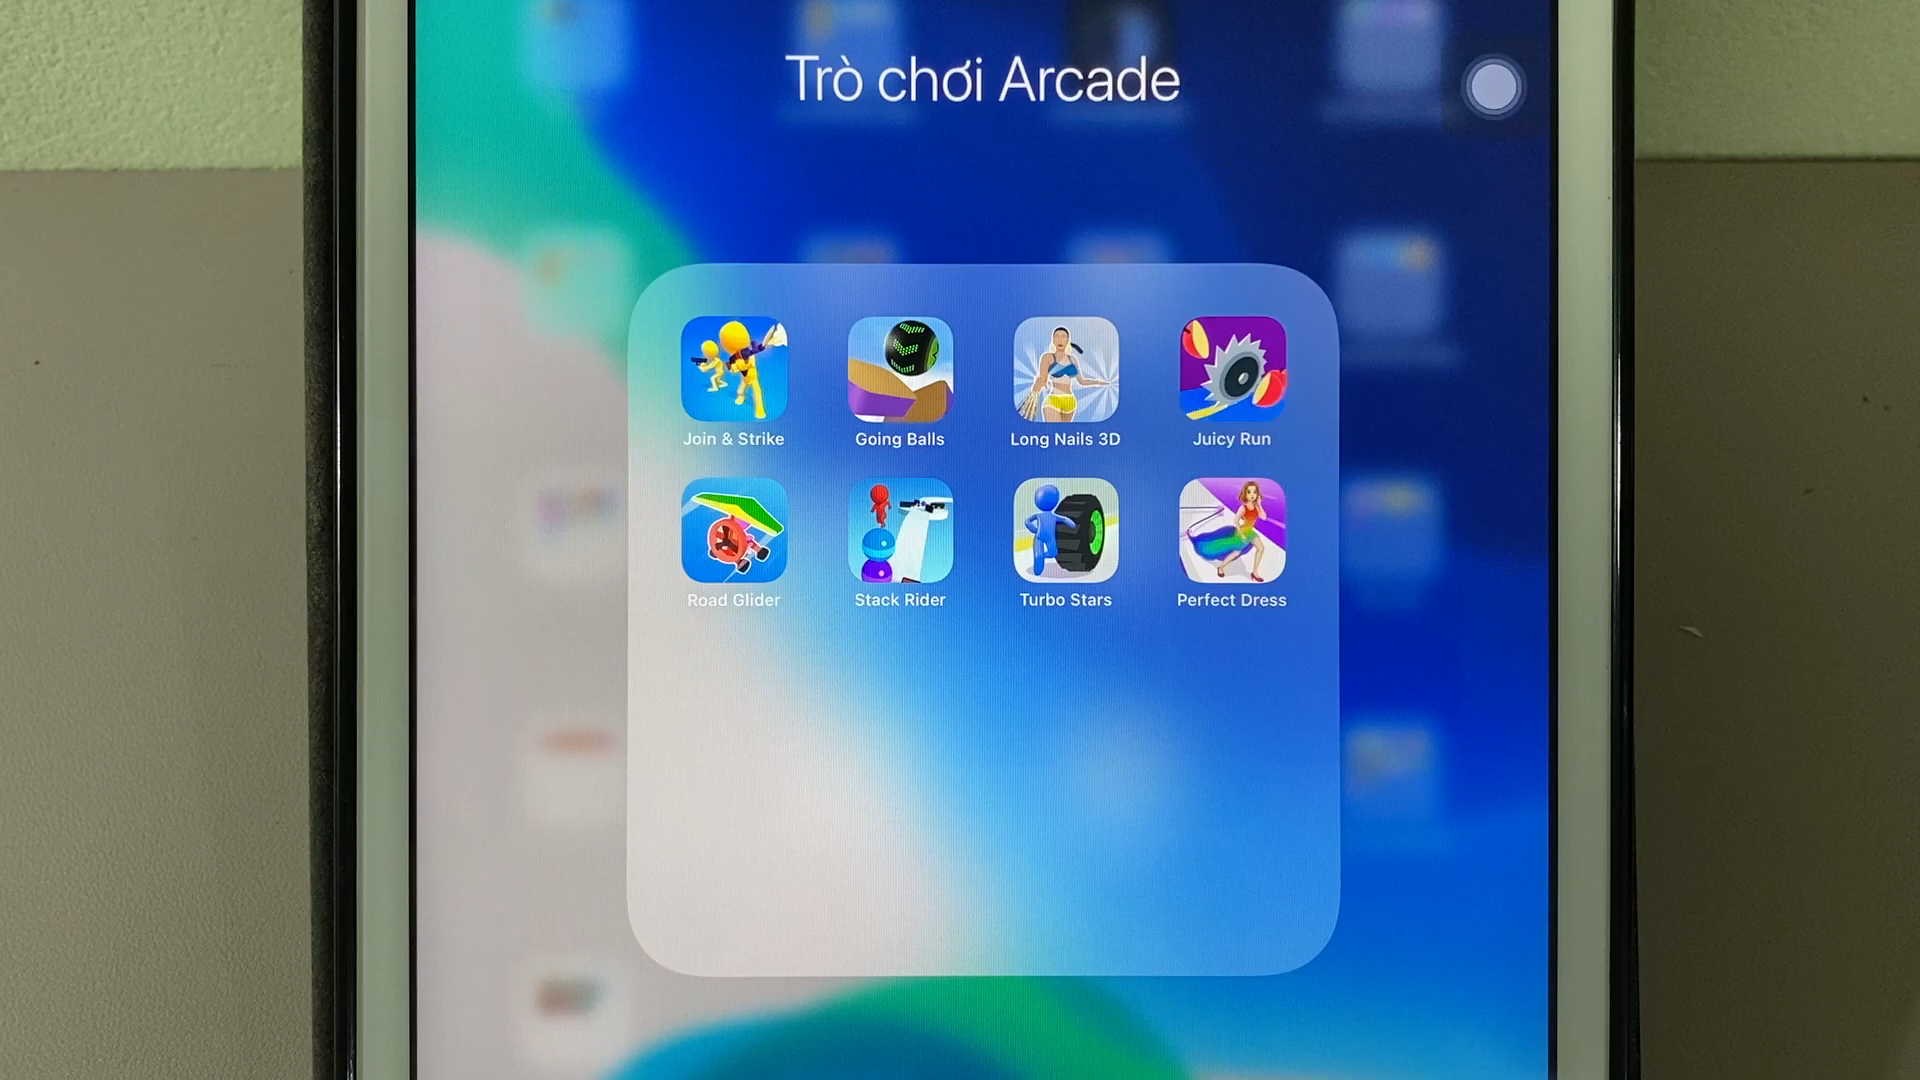 Trò chơi Arcade
Join & Strike
Going Balls
Long Nails 3D
Juicy Run
Road Glider
Stack Rider
Turbo Stars
Perfect Dress